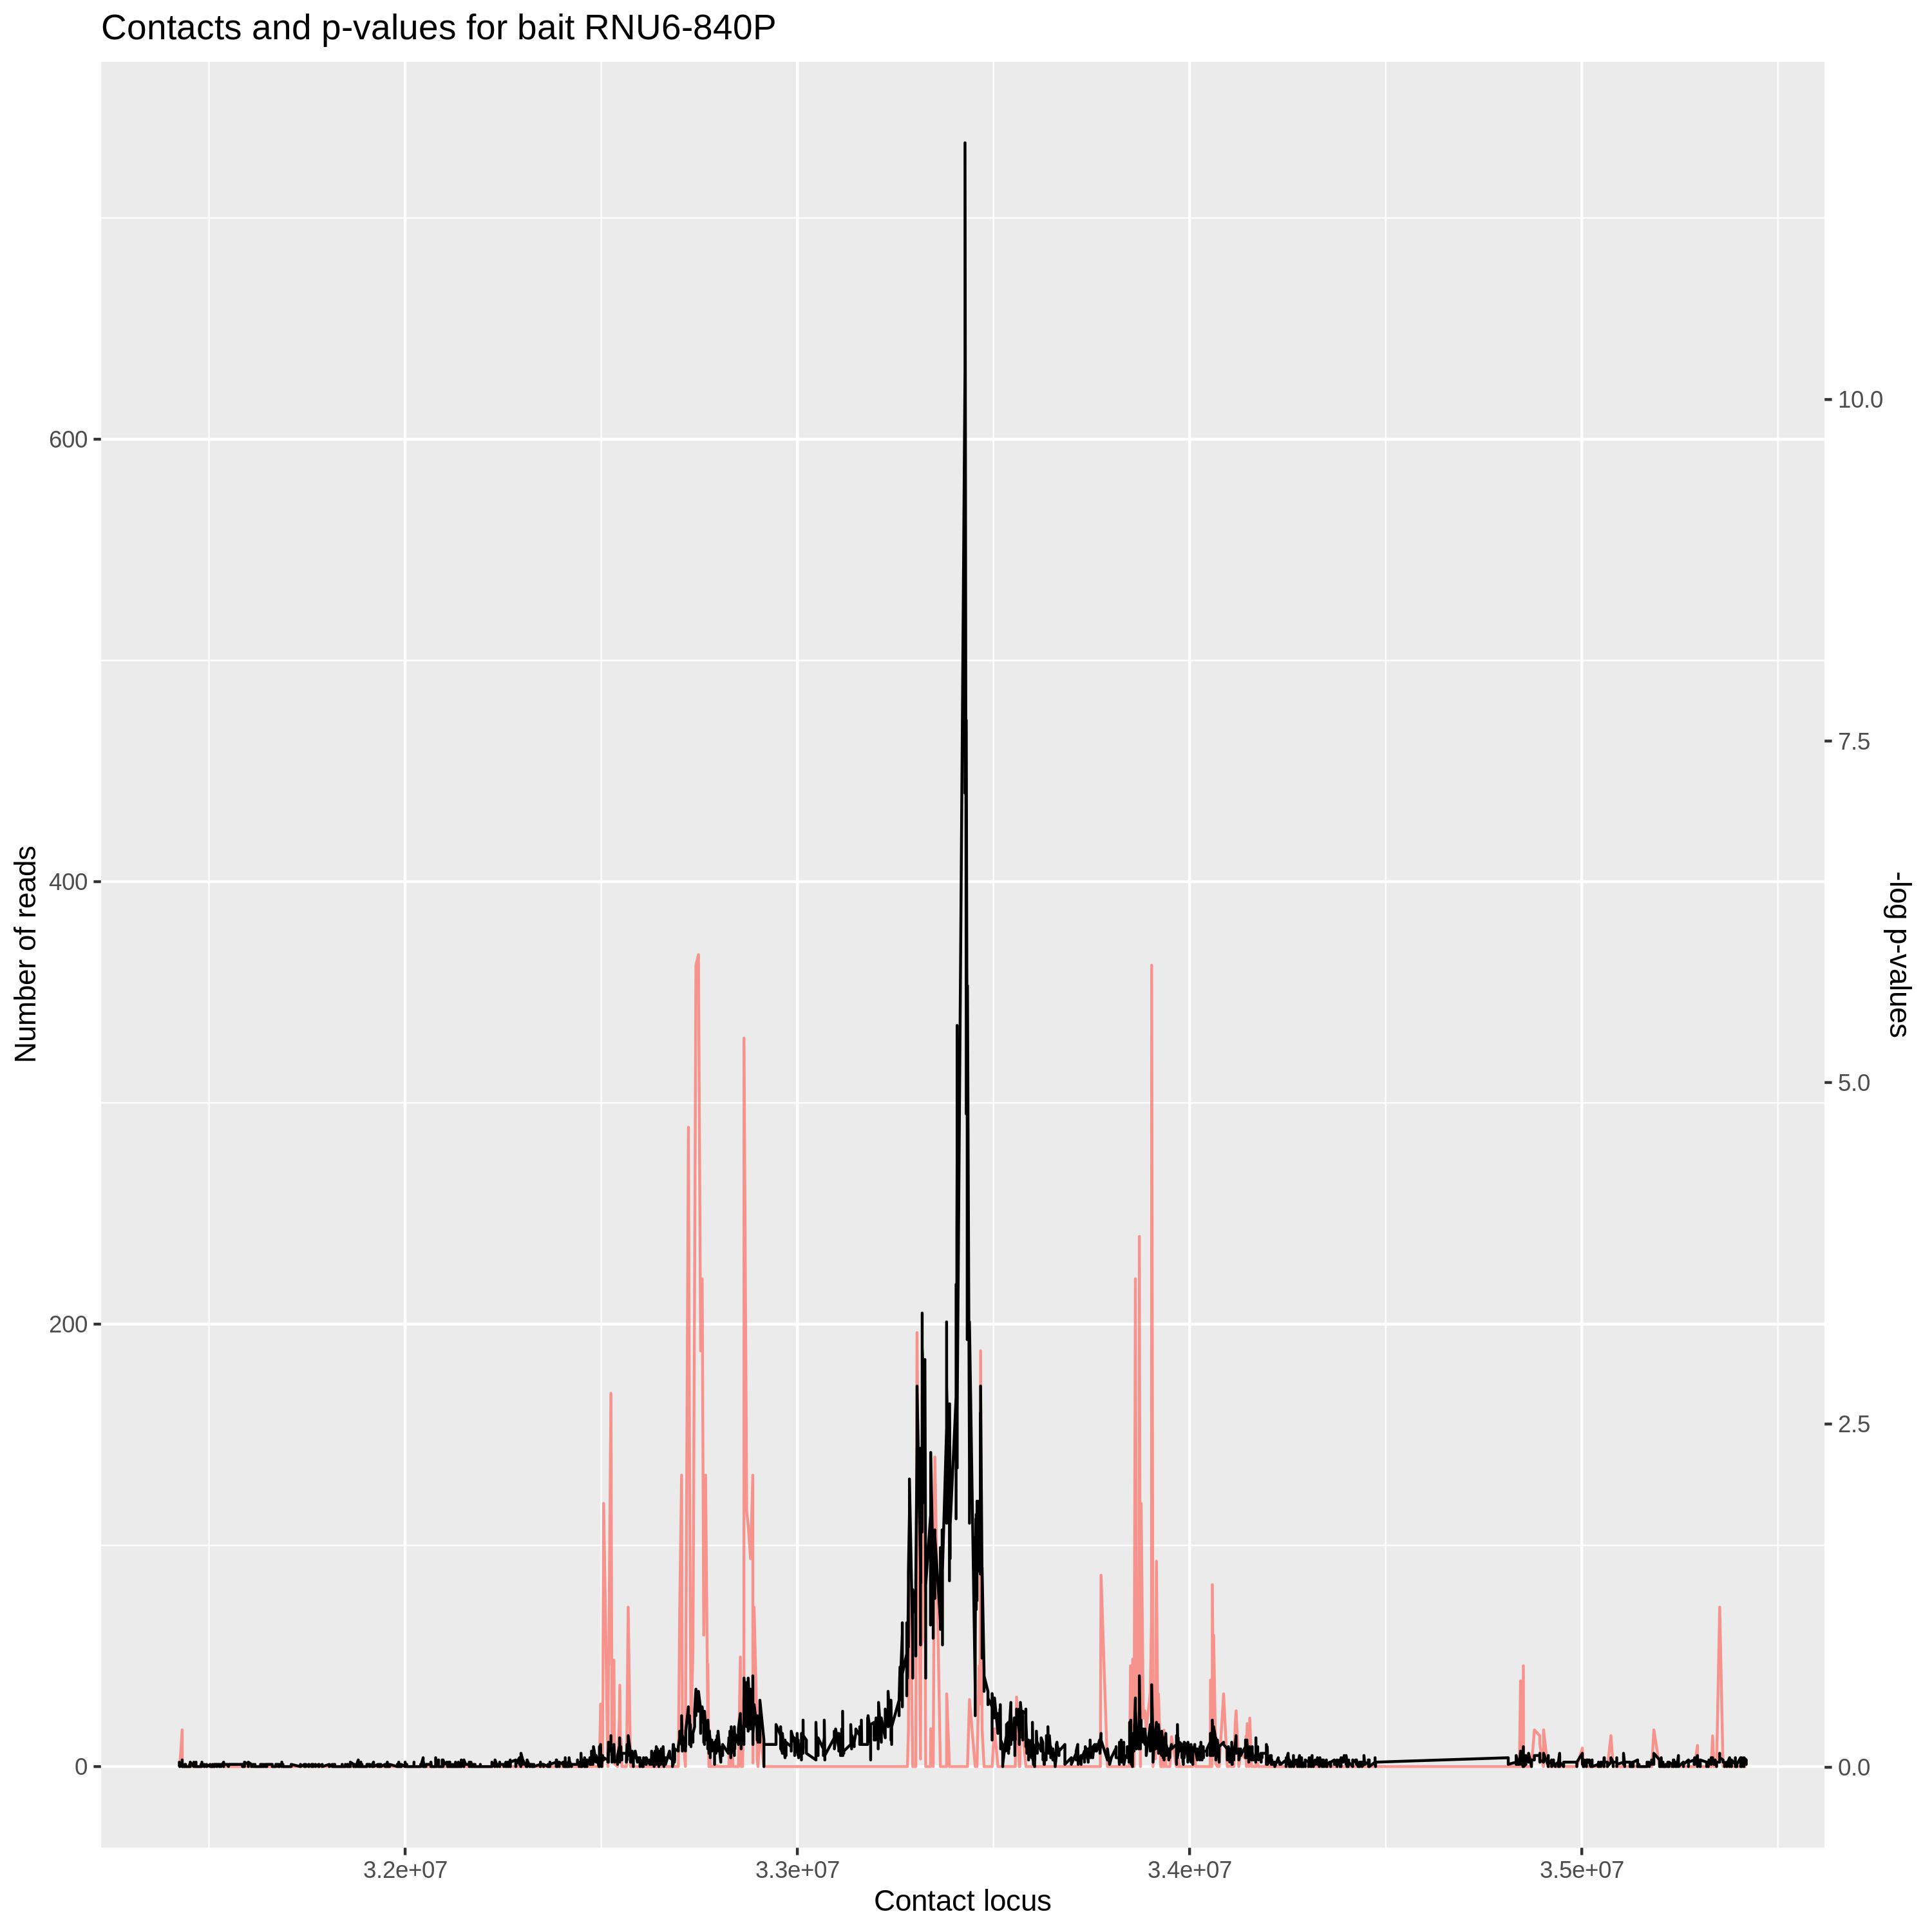 Contacts and p-values for bait RNU6-840P
600
400
200
0
10.0
7.5
5.0
2.5
0.0
Number of reads
-log p-values
3.2e+07
3.3e+07
3.4e+07
3.5e+07
Contact locus